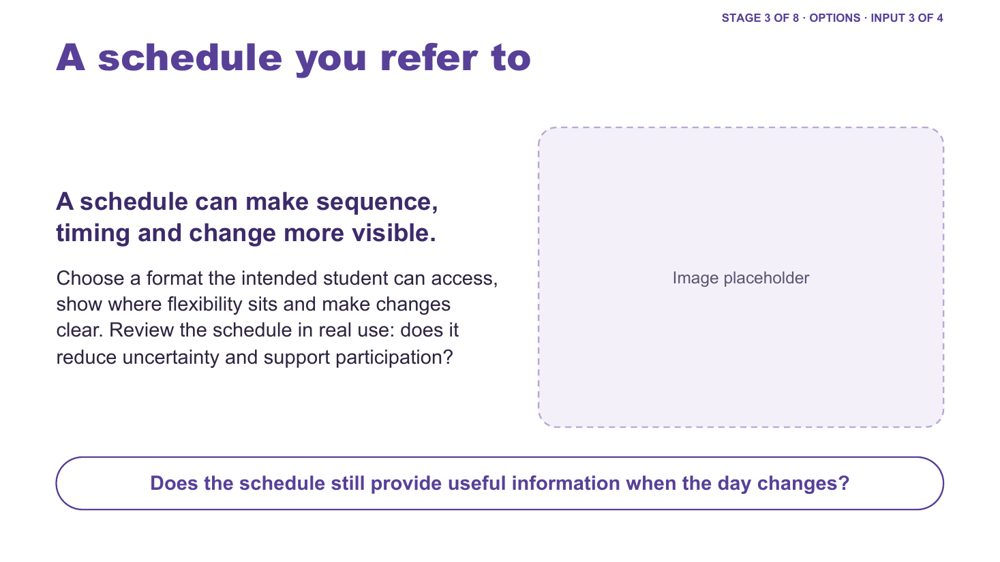 STAGE 3 OF 8 · OPTIONS · INPUT 3 OF 4
A schedule you refer to
A schedule can make sequence,
timing and change more visible.
Choose a format the intended student can access,
show where flexibility sits and make changes
clear. Review the schedule in real use: does it
reduce uncertainty and support participation?
Image placeholder
Does the schedule still provide useful information when the day changes?